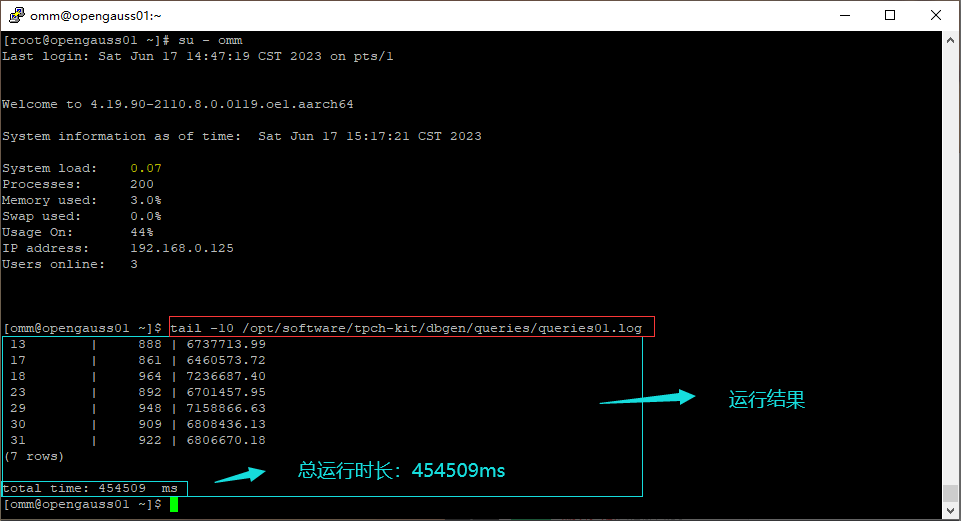 omm@opengauss01:~
[root@opengauss01 ~]# su - omm
Last login: Sat Jun 17 14:47:19 CST 2023 on pts/1
Welcome to 4.19.90-2110.8.0.0119.oe1.aarch64
System information as of time:  Sat Jun 17 15:17:21 CST 2023
System load:    0.07
Processes:      200
Memory used:    3.0%
Swap used:      0.0%
Usage On:       44%
IP address:     192.168.0.125
Users online:   3
[omm@opengauss01 ~]$ tail -10 /opt/software/tpch-kit/dbgen/queries/queries01.log
 13        |     888 | 6737713.99
 17        |     861 | 6460573.72
 18        |     964 | 7236687.40
 23        |     892 | 6701457.95
 29        |     948 | 7158866.63
 30        |     909 | 6808436.13
 31        |     922 | 6806670.18
(7 rows)
运行结果
总运行时长：454509ms
total time: 454509  ms
[omm@opengauss01 ~]$